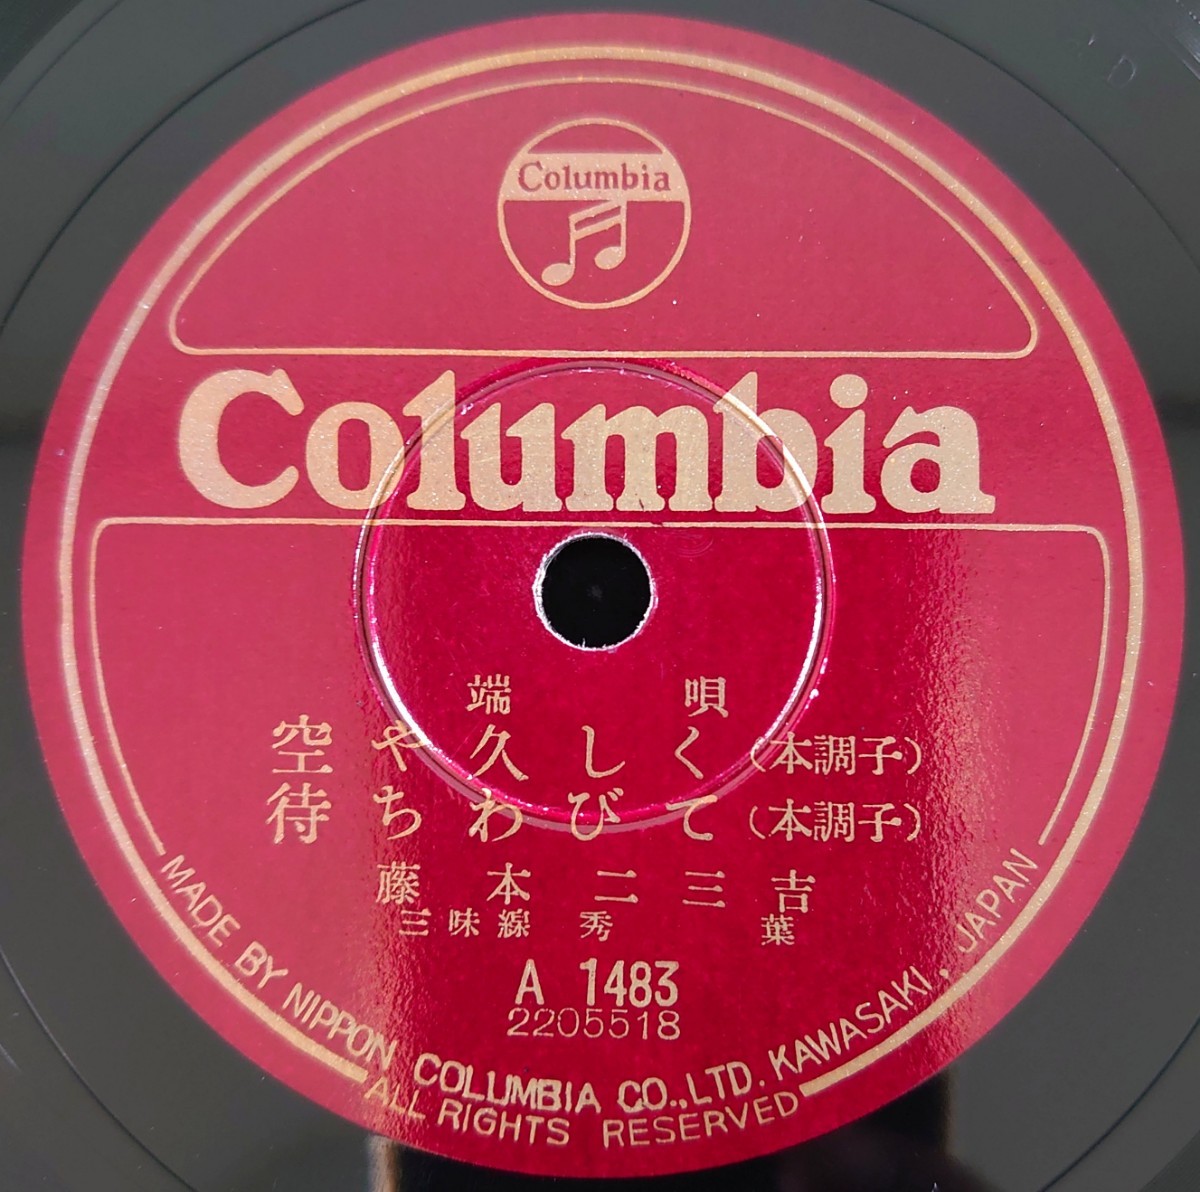 Columbia
Columbia
端唄
空や久しく(本調子)
待ちわびて(本調子)
藤本二三吉
三味線 秀葉
A 1483
2205518
MADE BY NIPPON COLUMBIA CO.,LTD. KAWASAKI, JAPAN
ALL RIGHTS RESERVED
D